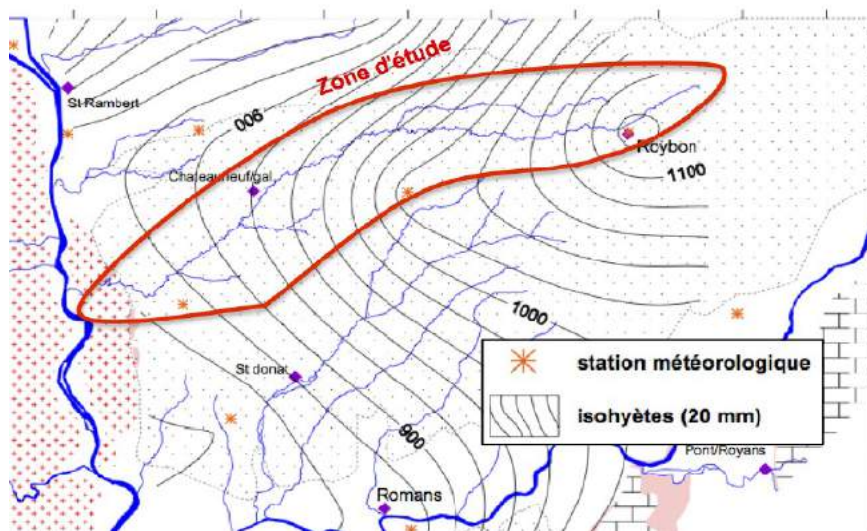 Zone d'étude
St Rambert
006
Roybon
Chateauneuf/gal
1100
1000
St donat
station météorologique
isohyètes (20 mm)
900
Pont/Royans
Romans